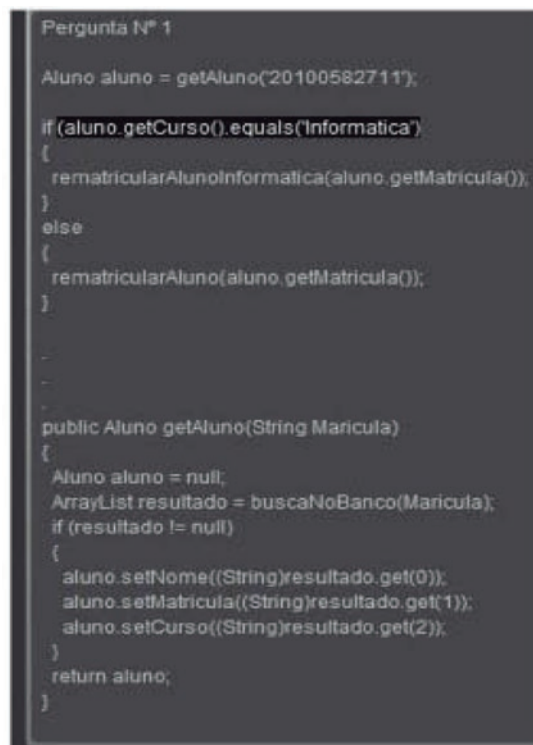 Pergunta Nº 1
Aluno aluno = getAluno('20100582711');
if (aluno.getCurso().equals('Informatica')
{
rematricularAlunoInformatica(aluno.getMatricula());
}
else
{
rematricularAluno(aluno.getMatricula());
}
.
.
.
public Aluno getAluno(String Maricula)
{
Aluno aluno = null;
ArrayList resultado = buscaNoBanco(Maricula);
if (resultado != null)
{
aluno.setNome((String)resultado.get(0));
aluno.setMatricula((String)resultado.get(1));
aluno.setCurso((String)resultado.get(2));
}
return aluno;
}